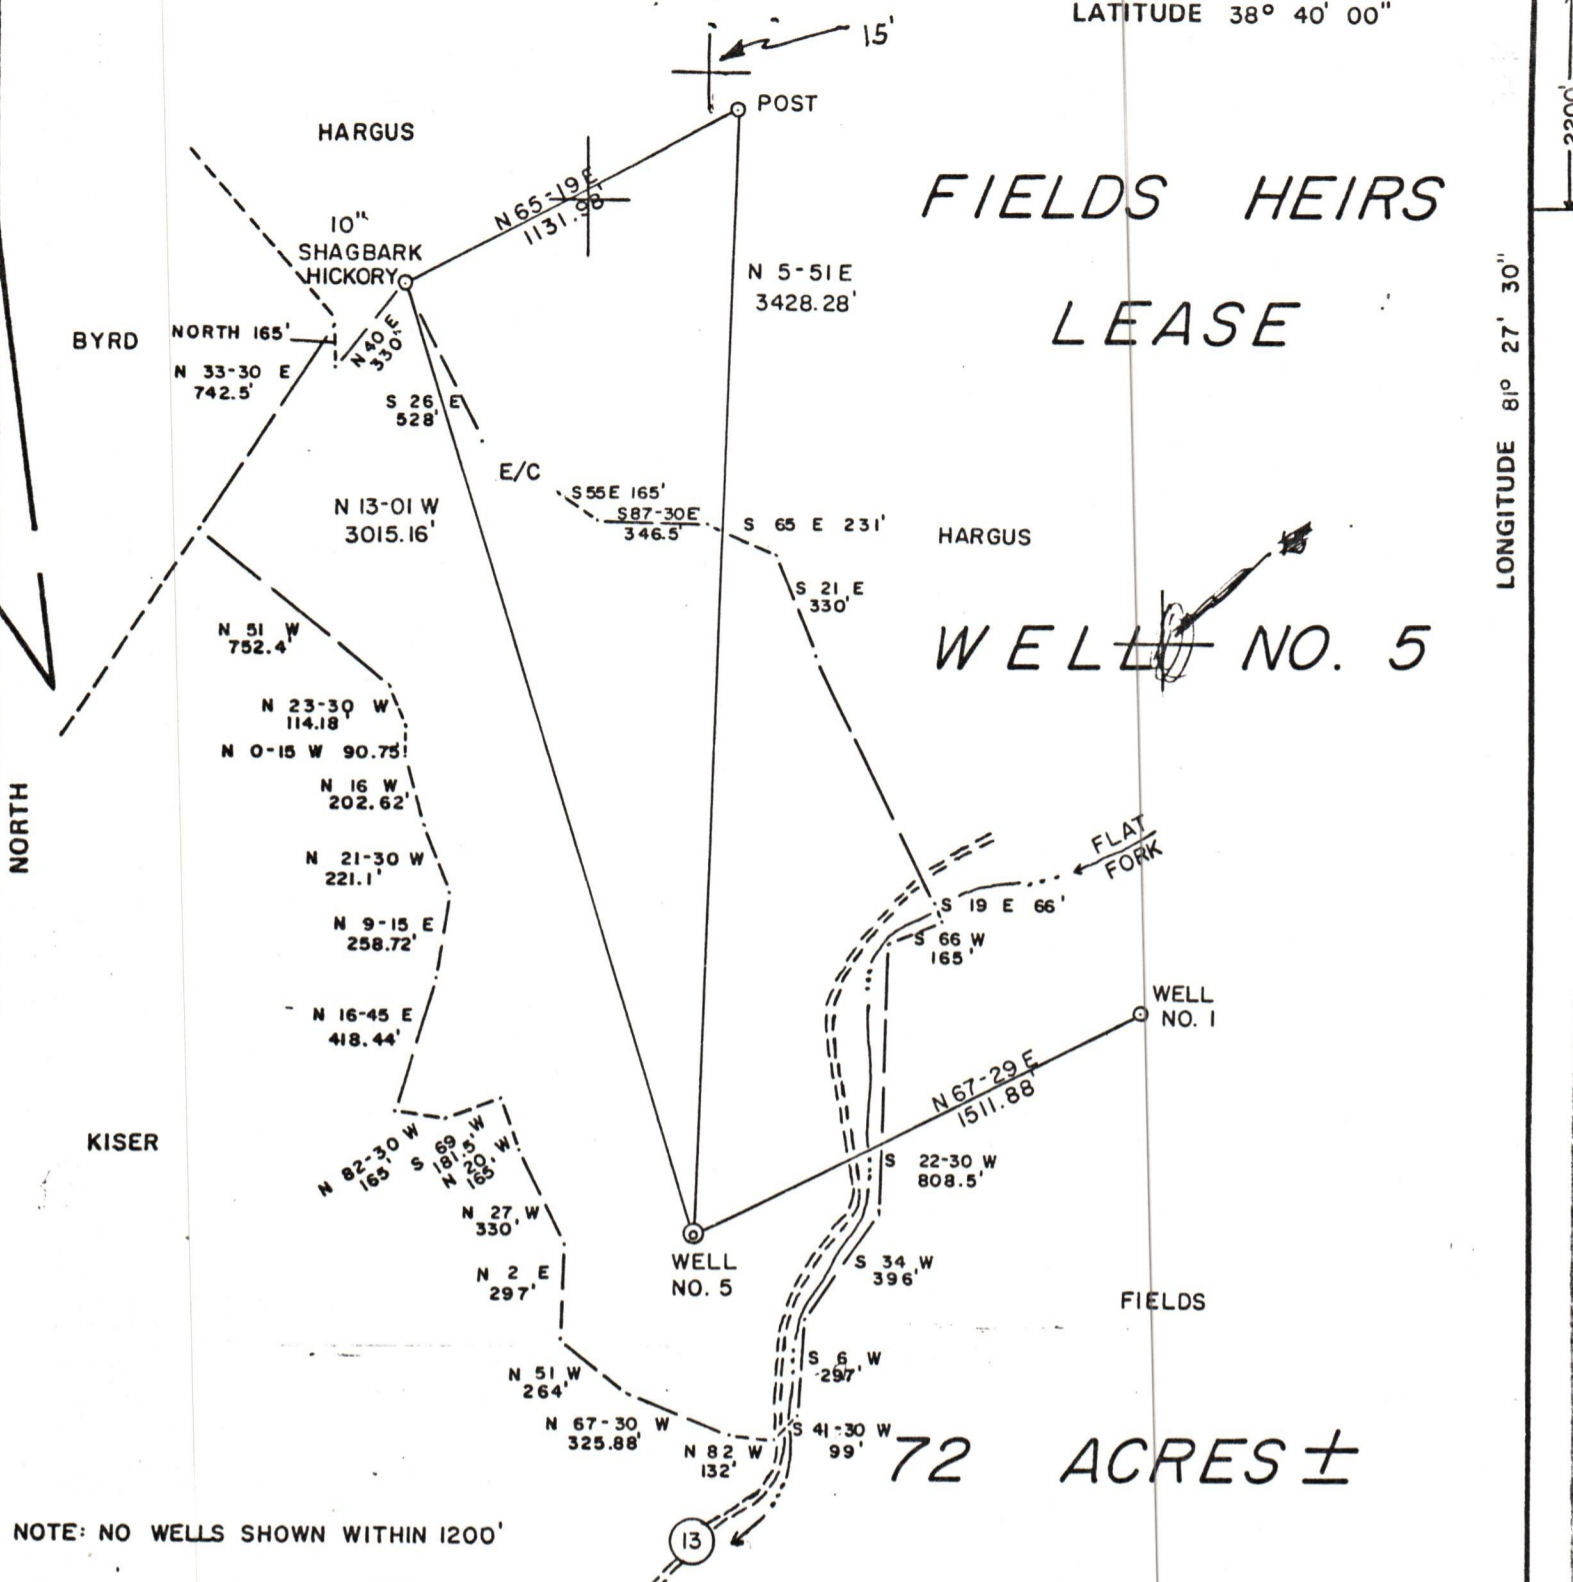 LATITUDE 38° 40' 00"
15'
POST
2200'
HARGUS
FIELDS HEIRS
LEASE
N 65-19 E
1131.98'
10"
SHAGBARK
HICKORY
N 5-51 E
3428.28'
LONGITUDE 81° 27' 30"
BYRD
NORTH 165'
N 40 E
330'
N 33-30 E
742.5'
S 26 E
528'
E/C
S 55 E 165'
S 87-30 E
346.5'
S 65 E 231'
N 13-01 W
3015.16'
HARGUS
S 21 E
330'
WELL NO. 5
N 51 W
752.4'
N 23-30 W
114.18'
N 0-15 W 90.75'
N 16 W
202.62'
NORTH
N 21-30 W
221.1'
FLAT
FORK
S 19 E 66'
N 9-15 E
258.72'
S 66 W
165'
N 16-45 E
418.44'
WELL
NO. 1
N 67-29 E
1511.88'
KISER
N 82-30 W
165'
S 69 W
181.5'
N 20 W
165'
S 22-30 W
808.5'
N 27 W
330'
N 2 E
297'
WELL
NO. 5
S 34 W
396'
FIELDS
S 6 W
297'
N 51 W
264'
N 67-30 W
325.88'
N 82 W
132'
S 41-30 W
99'
72 ACRES ±
NOTE: NO WELLS SHOWN WITHIN 1200'
13